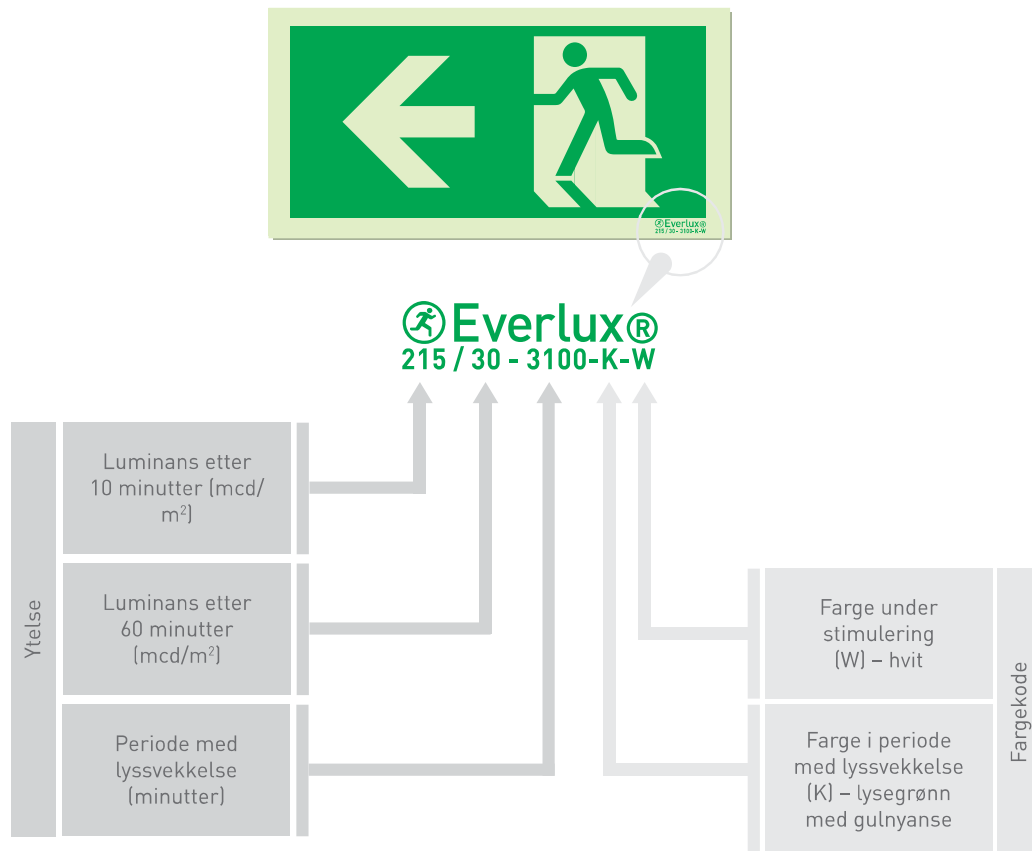 Everlux®
215 / 30 - 3100-K-W
Everlux®
215 / 30 - 3100-K-W
Ytelse
Luminans etter
10 minutter (mcd/
m²)
Luminans etter
60 minutter
(mcd/m²)
Periode med
lyssvekkelse
(minutter)
Farge under
stimulering
(W) – hvit
Farge i periode
med lyssvekkelse
(K) – lysegrønn
med gulnyanse
Fargekode